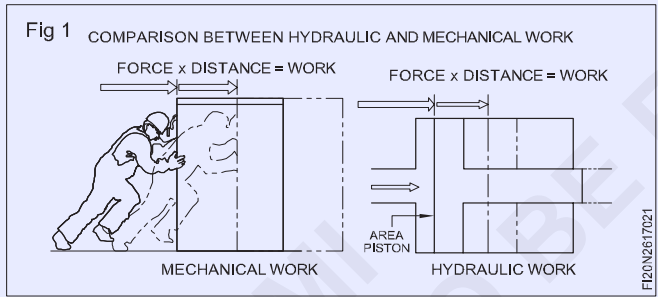 Fig 1
COMPARISON BETWEEN HYDRAULIC AND MECHANICAL WORK
FORCE x DISTANCE = WORK
FORCE x DISTANCE = WORK
AREA
PISTON
MECHANICAL WORK
HYDRAULIC WORK
FI20N2617021